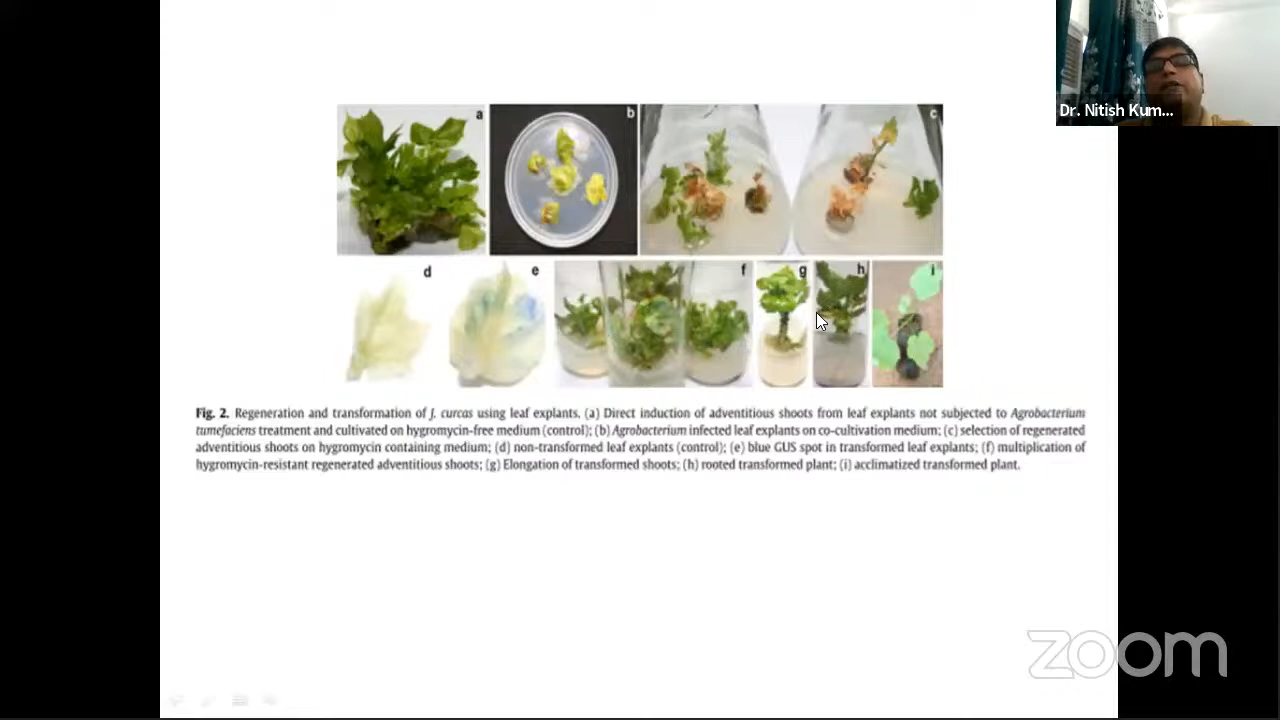 Dr. Nitish Kum...
a
b
c
d
e
f
g
h
i
Fig. 2. Regeneration and transformation of J. curcas using leaf explants. (a) Direct induction of adventitious shoots from leaf explants not subjected to Agrobacterium
tumefaciens treatment and cultivated on hygromycin-free medium (control); (b) Agrobacterium infected leaf explants on co-cultivation medium; (c) selection of regenerated
adventitious shoots on hygromycin containing medium; (d) non-transformed leaf explants (control); (e) blue GUS spot in transformed leaf explants; (f) multiplication of
hygromycin-resistant regenerated adventitious shoots; (g) Elongation of transformed shoots; (h) rooted transformed plant; (i) acclimatized transformed plant.
zoom